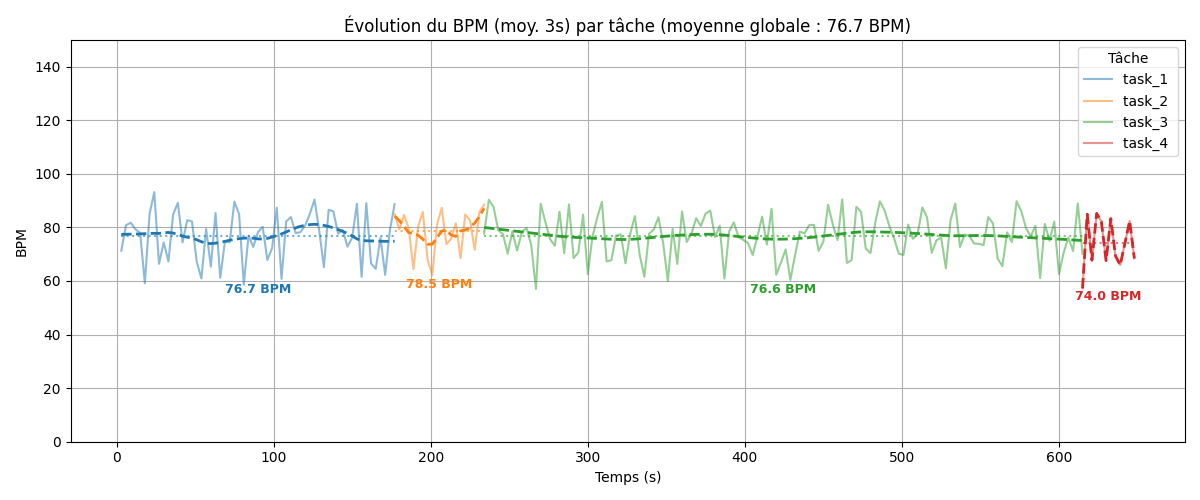 Évolution du BPM (moy. 3s) par tâche (moyenne globale : 76.7 BPM)
Tâche
task_1
task_2
task_3
task_4
BPM
140
120
100
80
60
40
20
0
76.7 BPM
78.5 BPM
76.6 BPM
74.0 BPM
0
100
200
300
400
500
600
Temps (s)